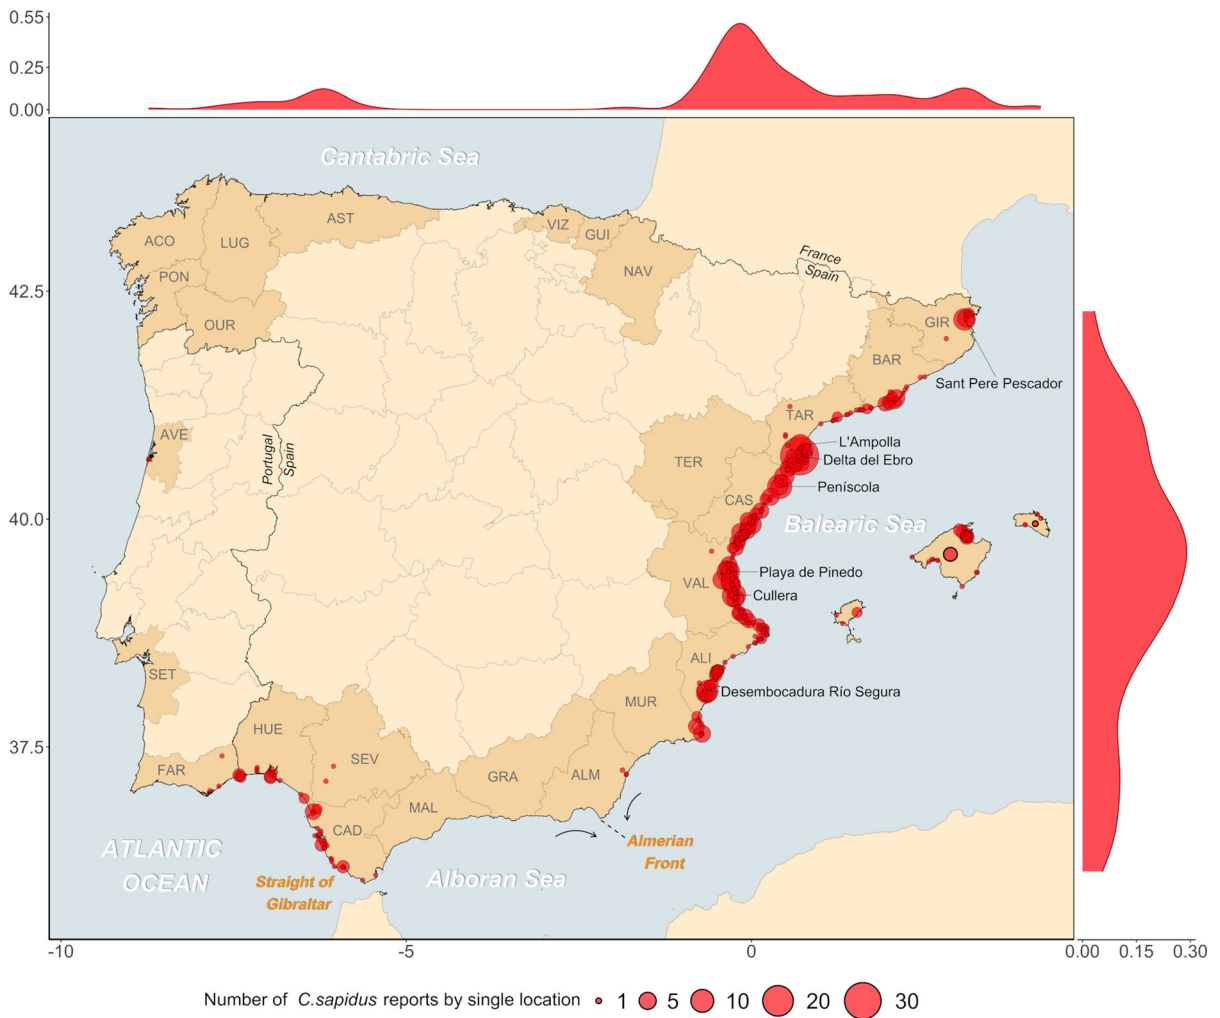 0.55
0.25
0.00
Cantabric Sea
AST
VIZ
GUI
ACO
LUG
NAV
PON
OUR
France
Spain
42.5
GIR
BAR
Sant Pere Pescador
TAR
AVE
Portugal
Spain
L'Ampolla
Delta del Ebro
TER
Peníscola
CAS
40.0
Balearic Sea
VAL
Playa de Pinedo
Cullera
ALI
SET
Desembocadura Río Segura
MUR
HUE
37.5
SEV
FAR
GRA
ALM
MAL
CAD
ATLANTIC
OCEAN
Almerian
Front
Straight of
Gibraltar
Alboran Sea
-10
-5
0
0.00
0.15
0.30
Number of C.sapidus reports by single location 1 5 10 20 30